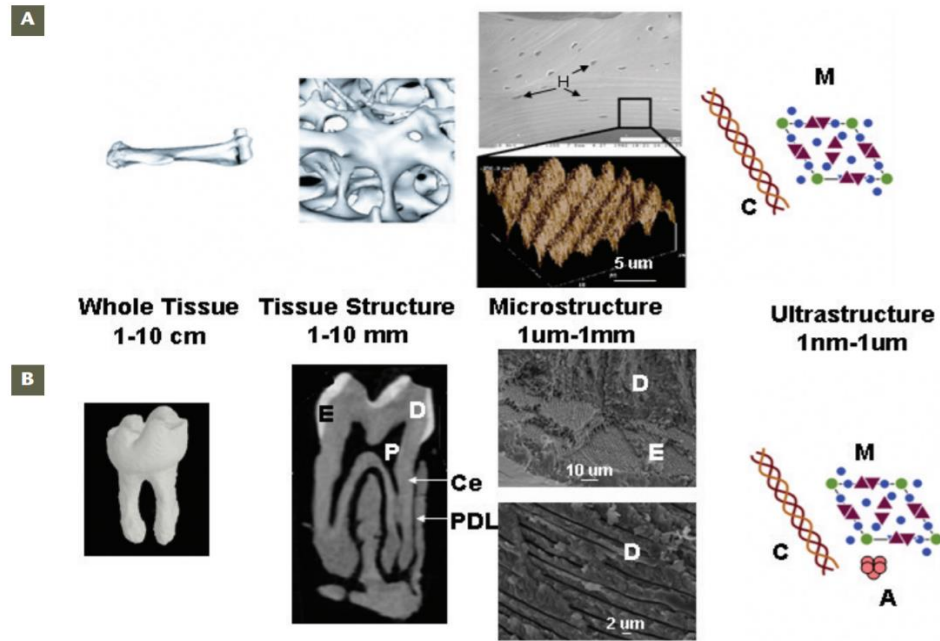 A
H
5 um
M
C
Whole Tissue
1-10 cm
Tissue Structure
1-10 mm
Microstructure
1um-1mm
Ultrastructure
1nm-1um
B
E
D
P
Ce
PDL
D
E
10 um
D
2 um
M
C
A